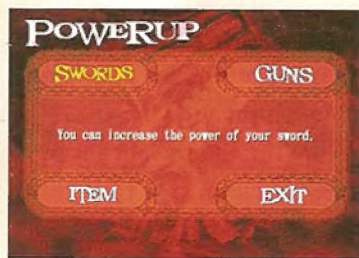 POWERUP
SWORDS
GUNS
You can increase the power of your sword.
ITEM
EXIT